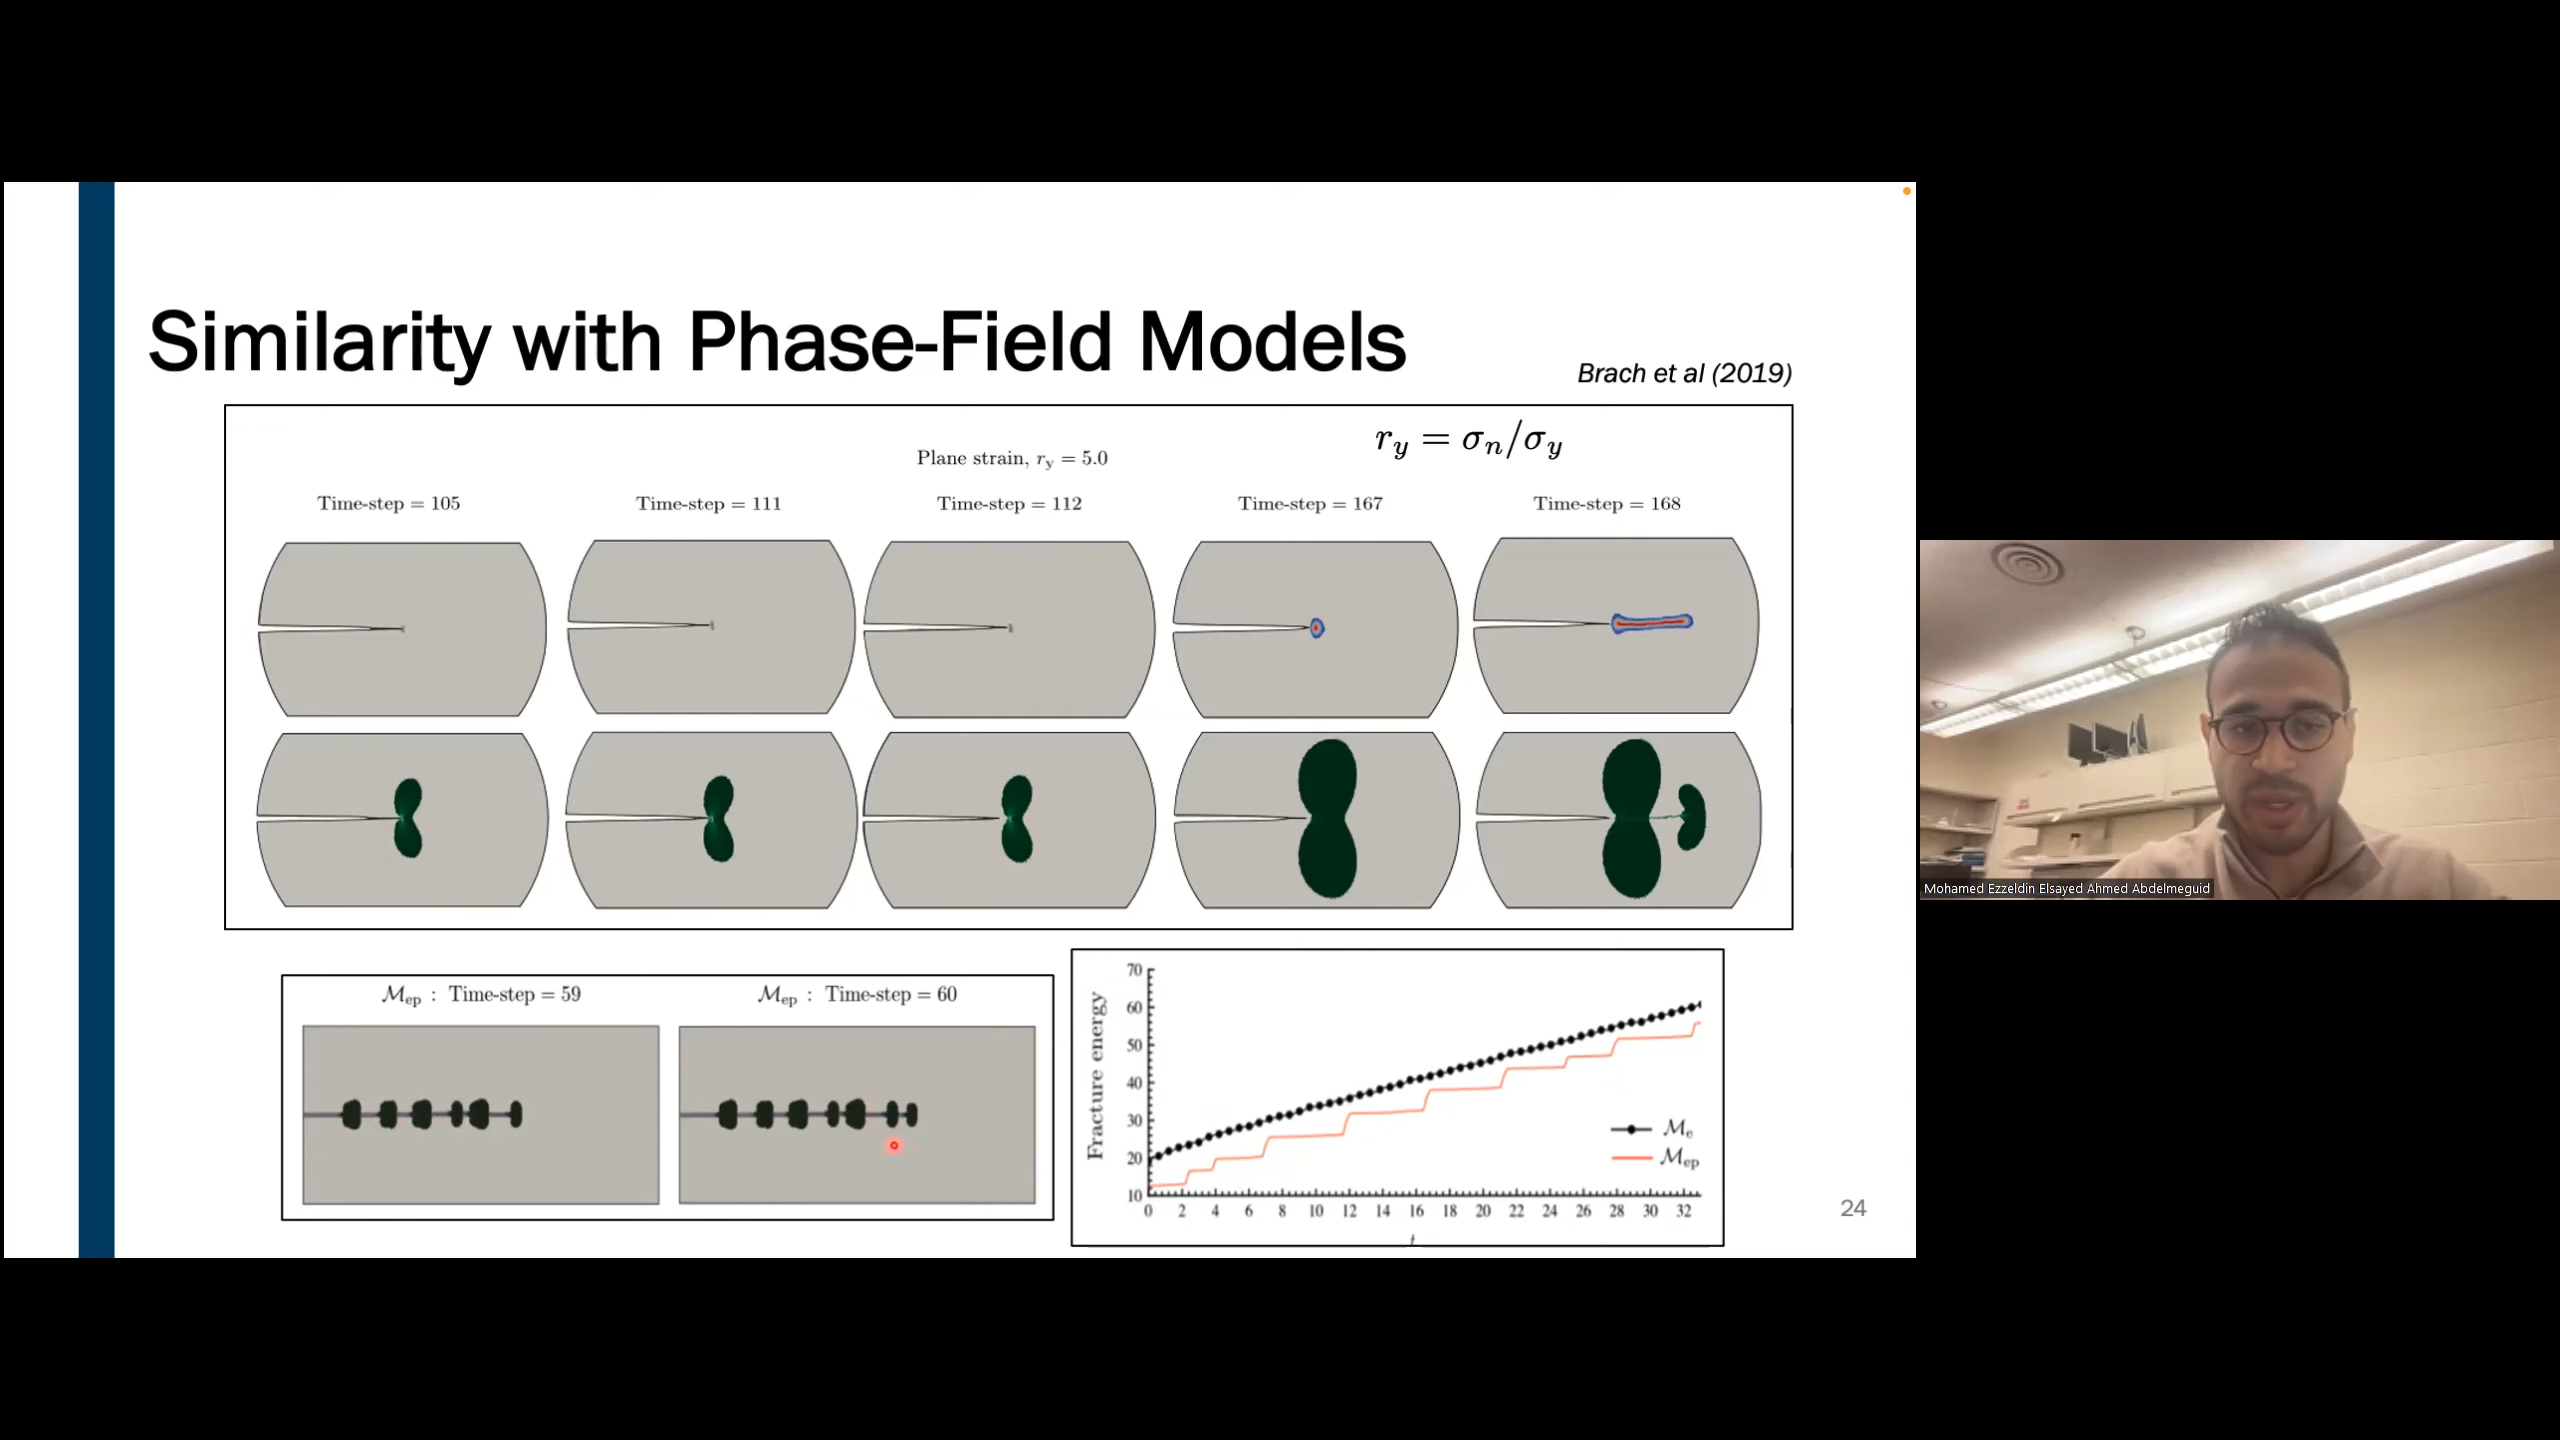 Similarity with Phase-Field Models
Brach et al (2019)
r_y = σ_n/σ_y
Plane strain, r_y = 5.0
Time-step = 105
Time-step = 111
Time-step = 112
Time-step = 167
Time-step = 168
M_ep : Time-step = 59
M_ep : Time-step = 60
Fracture energy
70
60
50
40
30
20
10
M_e
M_ep
0 2 4 6 8 10 12 14 16 18 20 22 24 26 28 30 32
t
24
Mohamed Ezzeldin Elsayed Ahmed Abdelmeguid